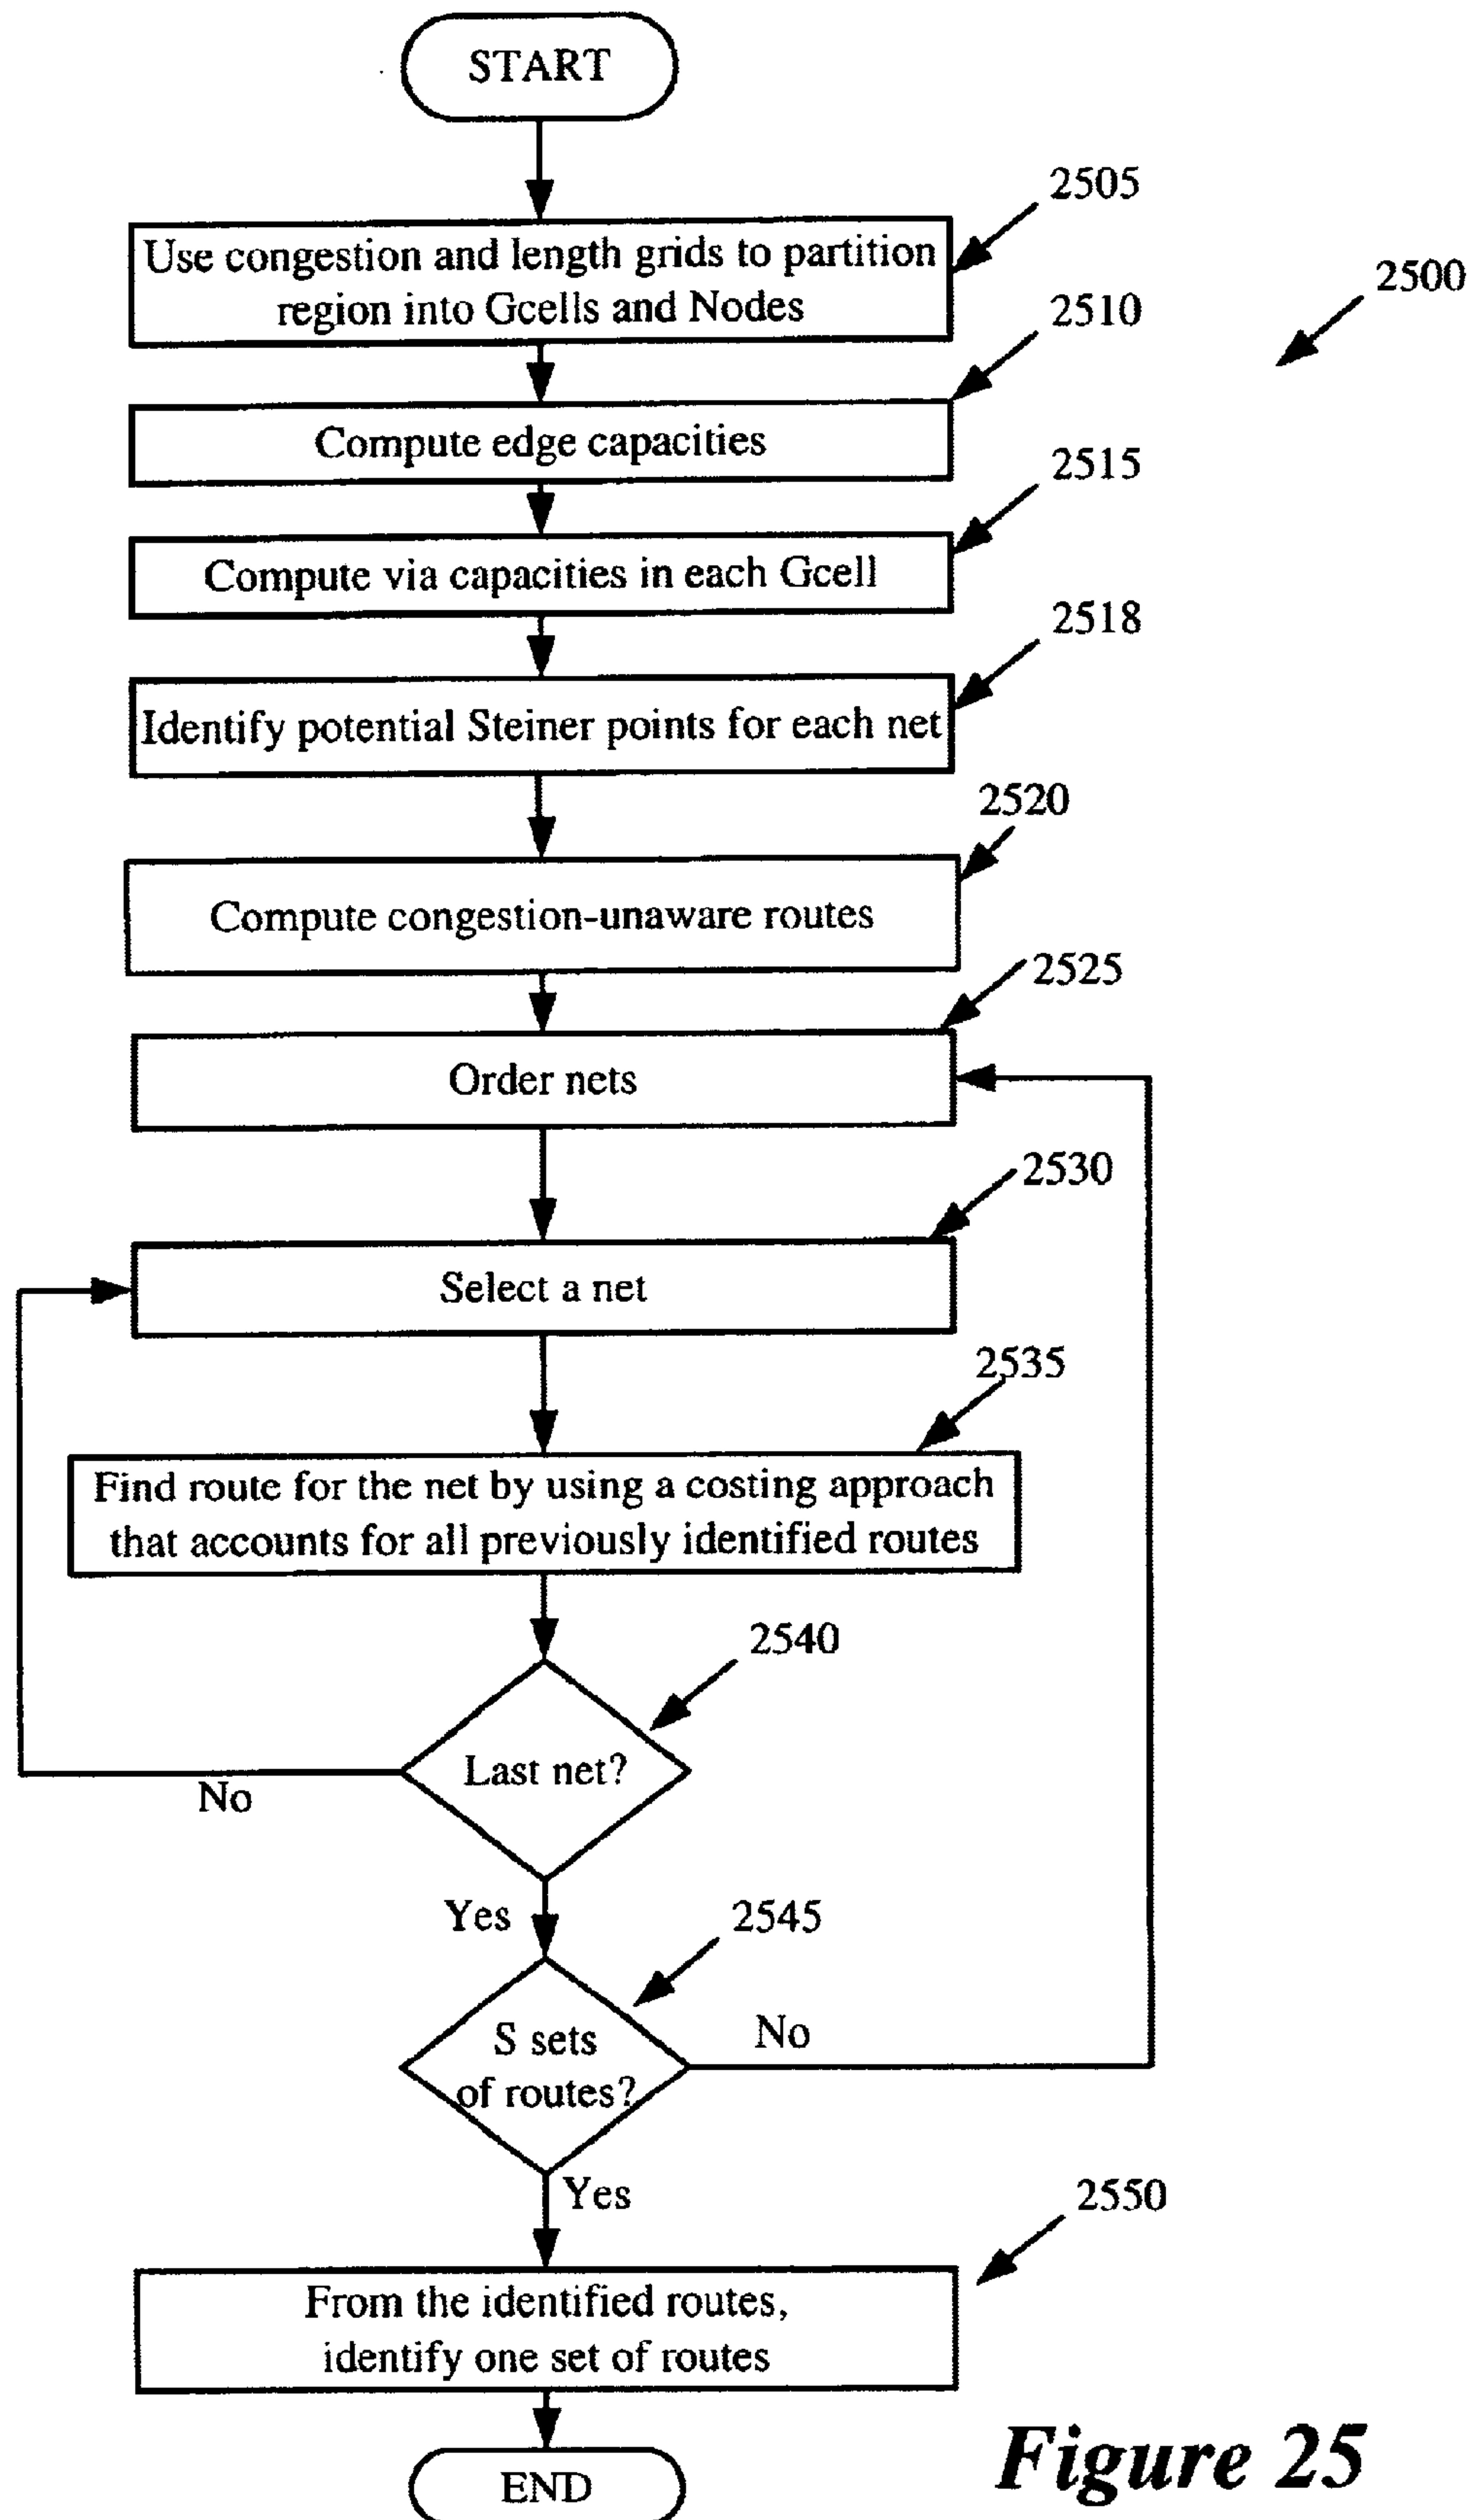 START
2505
Use congestion and length grids to partition
region into Gcells and Nodes
2500
2510
Compute edge capacities
2515
Compute via capacities in each Gcell
2518
Identify potential Steiner points for each net
2520
Compute congestion-unaware routes
2525
Order nets
2530
Select a net
2535
Find route for the net by using a costing approach
that accounts for all previously identified routes
2540
Last net?
No
Yes
2545
S sets
of routes?
No
Yes
2550
From the identified routes,
identify one set of routes
END
Figure 25